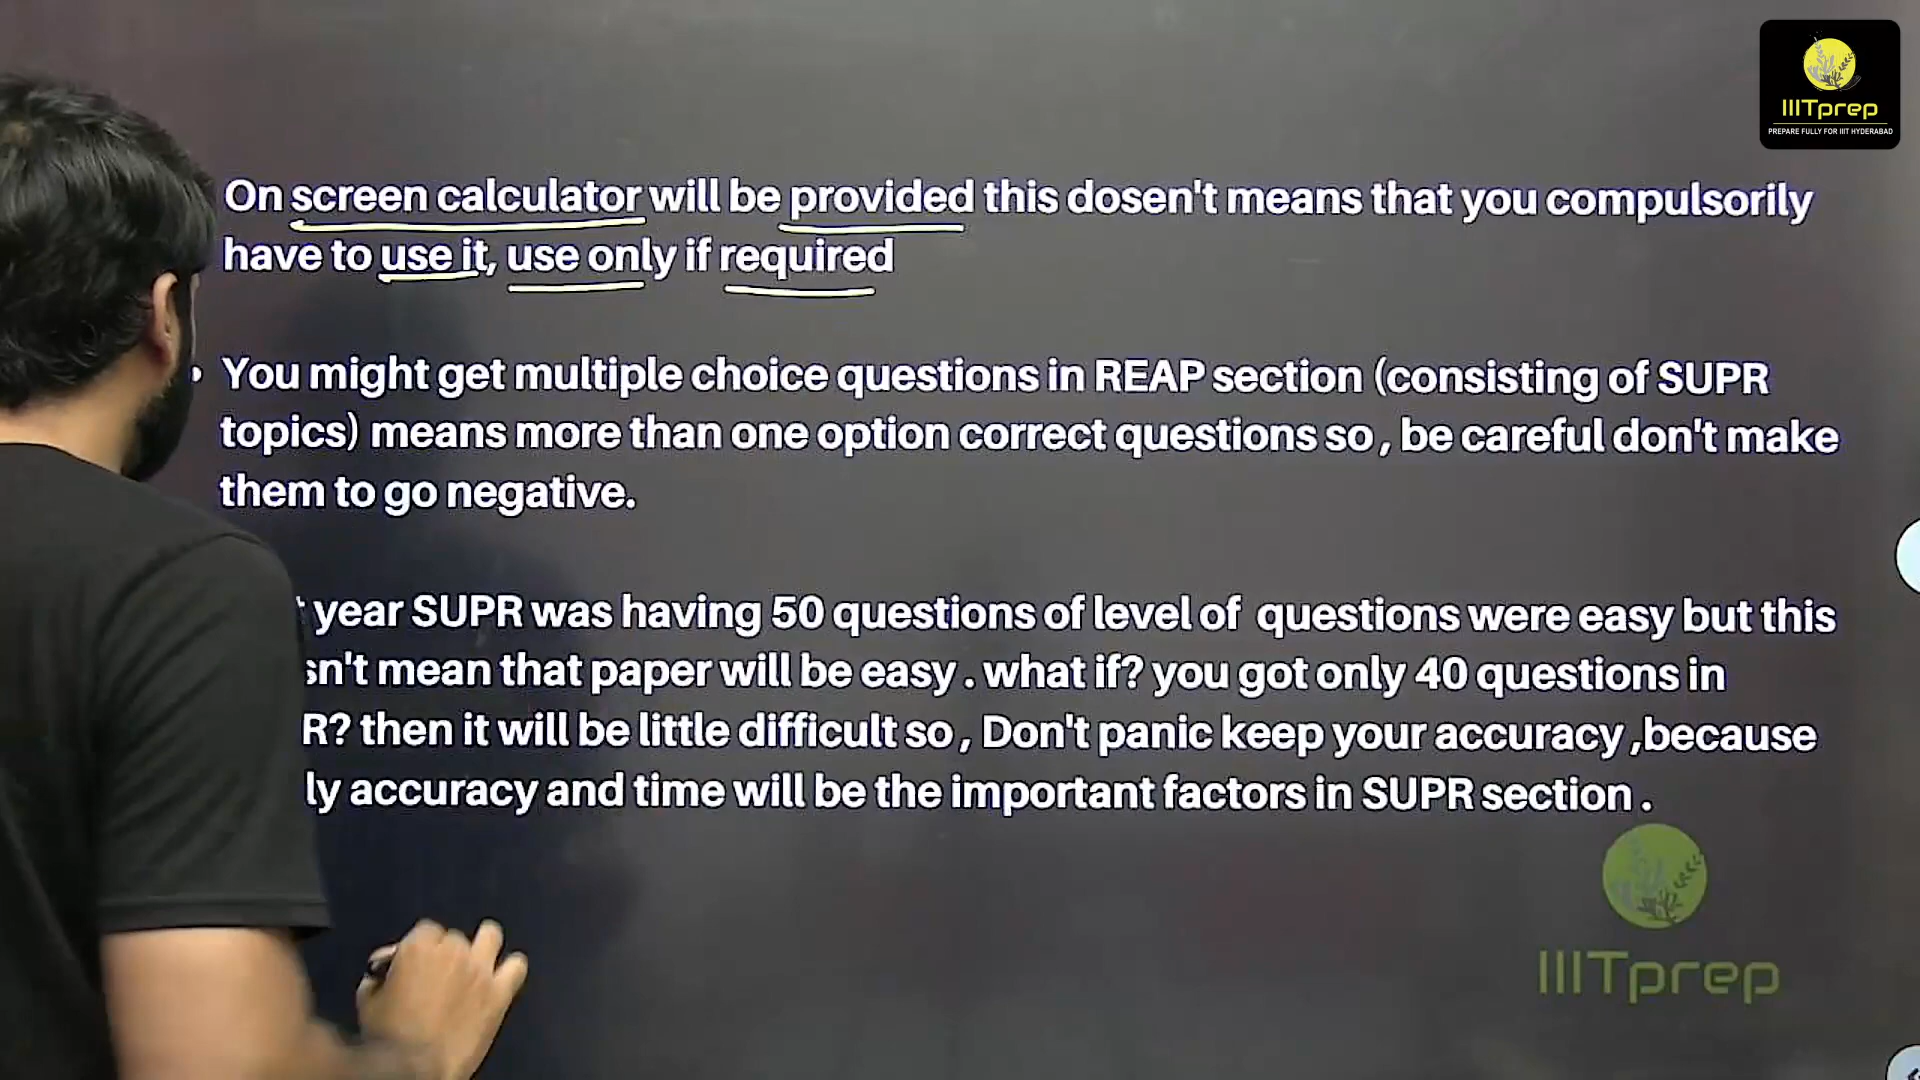 IIITprep
PREPARE FULLY FOR IIIT HYDERABAD
On screen calculator will be provided this dosen't means that you compulsorily
have to use it, use only if required
• You might get multiple choice questions in REAP section (consisting of SUPR
topics) means more than one option correct questions so , be careful don't make
them to go negative.
year SUPR was having 50 questions of level of questions were easy but this
mean that paper will be easy . what if? you got only 40 questions in
then it will be little difficult so , Don't panic keep your accuracy ,because
accuracy and time will be the important factors in SUPR section .
IIITprep